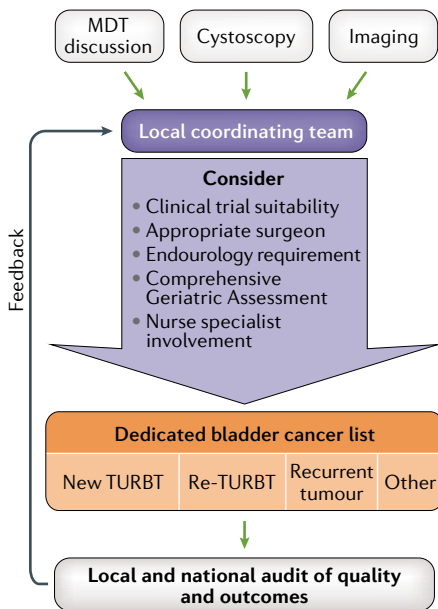 MDT
discussion
Cystoscopy
Imaging
Local coordinating team
Consider
• Clinical trial suitability
• Appropriate surgeon
• Endourology requirement
• Comprehensive
Geriatric Assessment
• Nurse specialist
involvement
Feedback
Dedicated bladder cancer list
New TURBT
Re-TURBT
Recurrent
tumour
Other
Local and national audit of quality
and outcomes